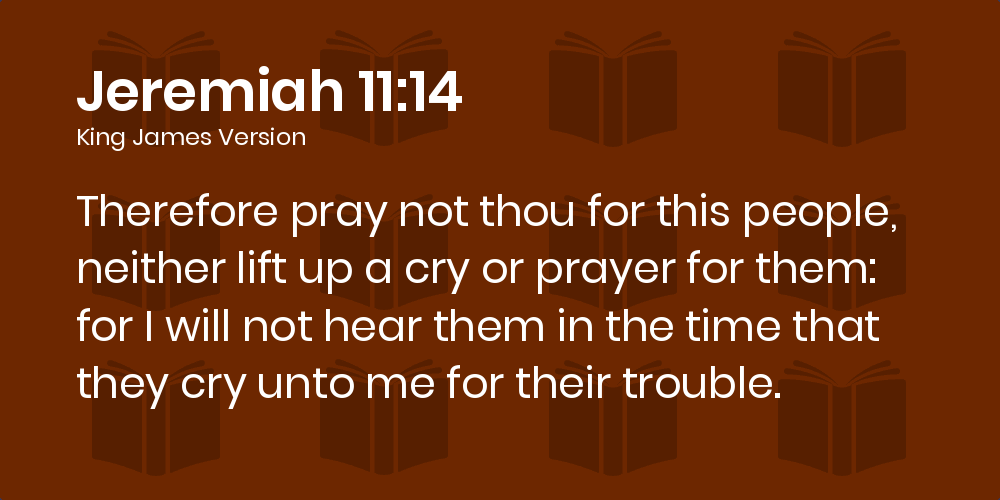 Jeremiah 11:14
King James Version
Therefore pray not thou for this people,
neither lift up a cry or prayer for them:
for I will not hear them in the time that
they cry unto me for their trouble.